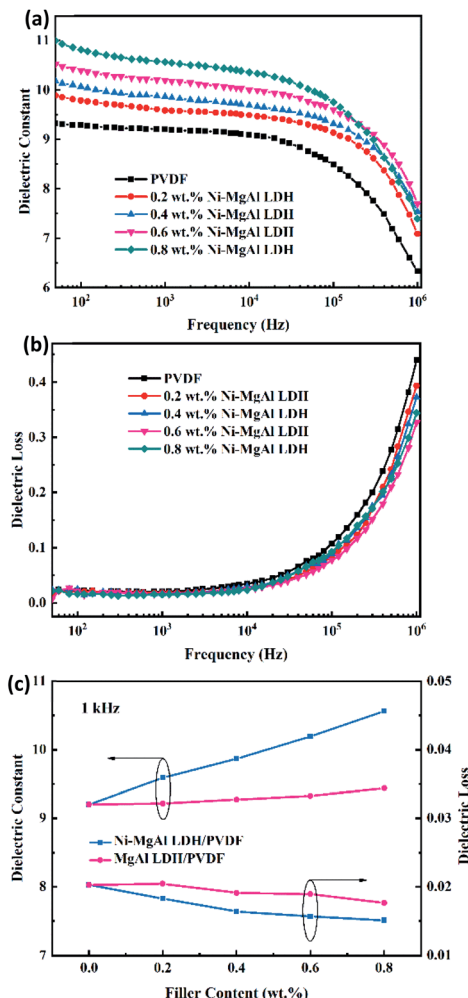 (a)
Dielectric Constant
11
10
9
8
7
6
PVDF
0.2 wt.% Ni-MgAl LDH
0.4 wt.% Ni-MgAl LDH
0.6 wt.% Ni-MgAl LDH
0.8 wt.% Ni-MgAl LDH
10² 10³ 10⁴ 10⁵ 10⁶
Frequency (Hz)
(b)
Dielectric Loss
0.4
0.3
0.2
0.1
0.0
PVDF
0.2 wt.% Ni-MgAl LDH
0.4 wt.% Ni-MgAl LDH
0.6 wt.% Ni-MgAl LDH
0.8 wt.% Ni-MgAl LDH
10² 10³ 10⁴ 10⁵ 10⁶
Frequency (Hz)
(c)
Dielectric Constant
11
10
9
8
7
1 kHz
Ni-MgAl LDH/PVDF
MgAl LDH/PVDF
0.05
0.04
0.03
0.02
0.01
Dielectric Loss
0.0 0.2 0.4 0.6 0.8
Filler Content (wt.%)